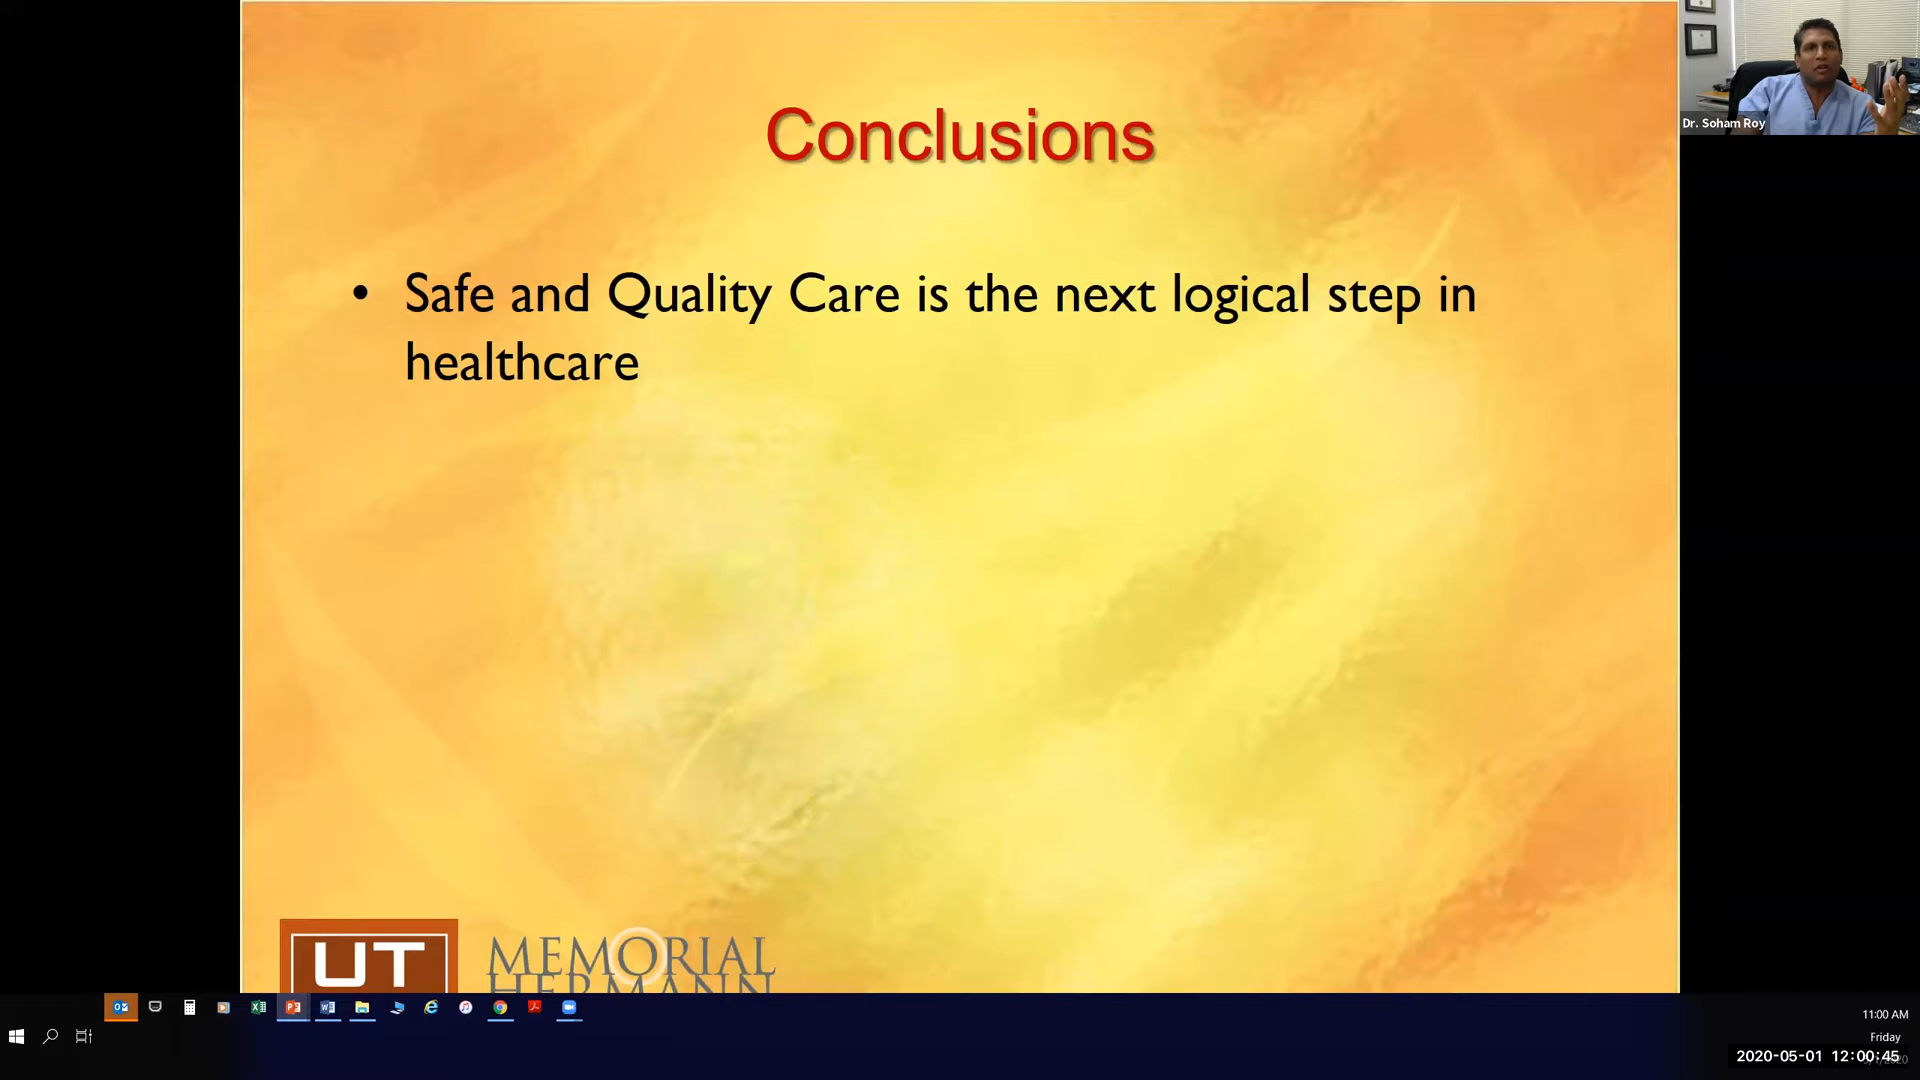 Conclusions
• Safe and Quality Care is the next logical step in
healthcare
Dr. Soham Roy
UT
MEMORIAL
HERMANN
11:00 AM
Friday
2020-05-01 12:00:45